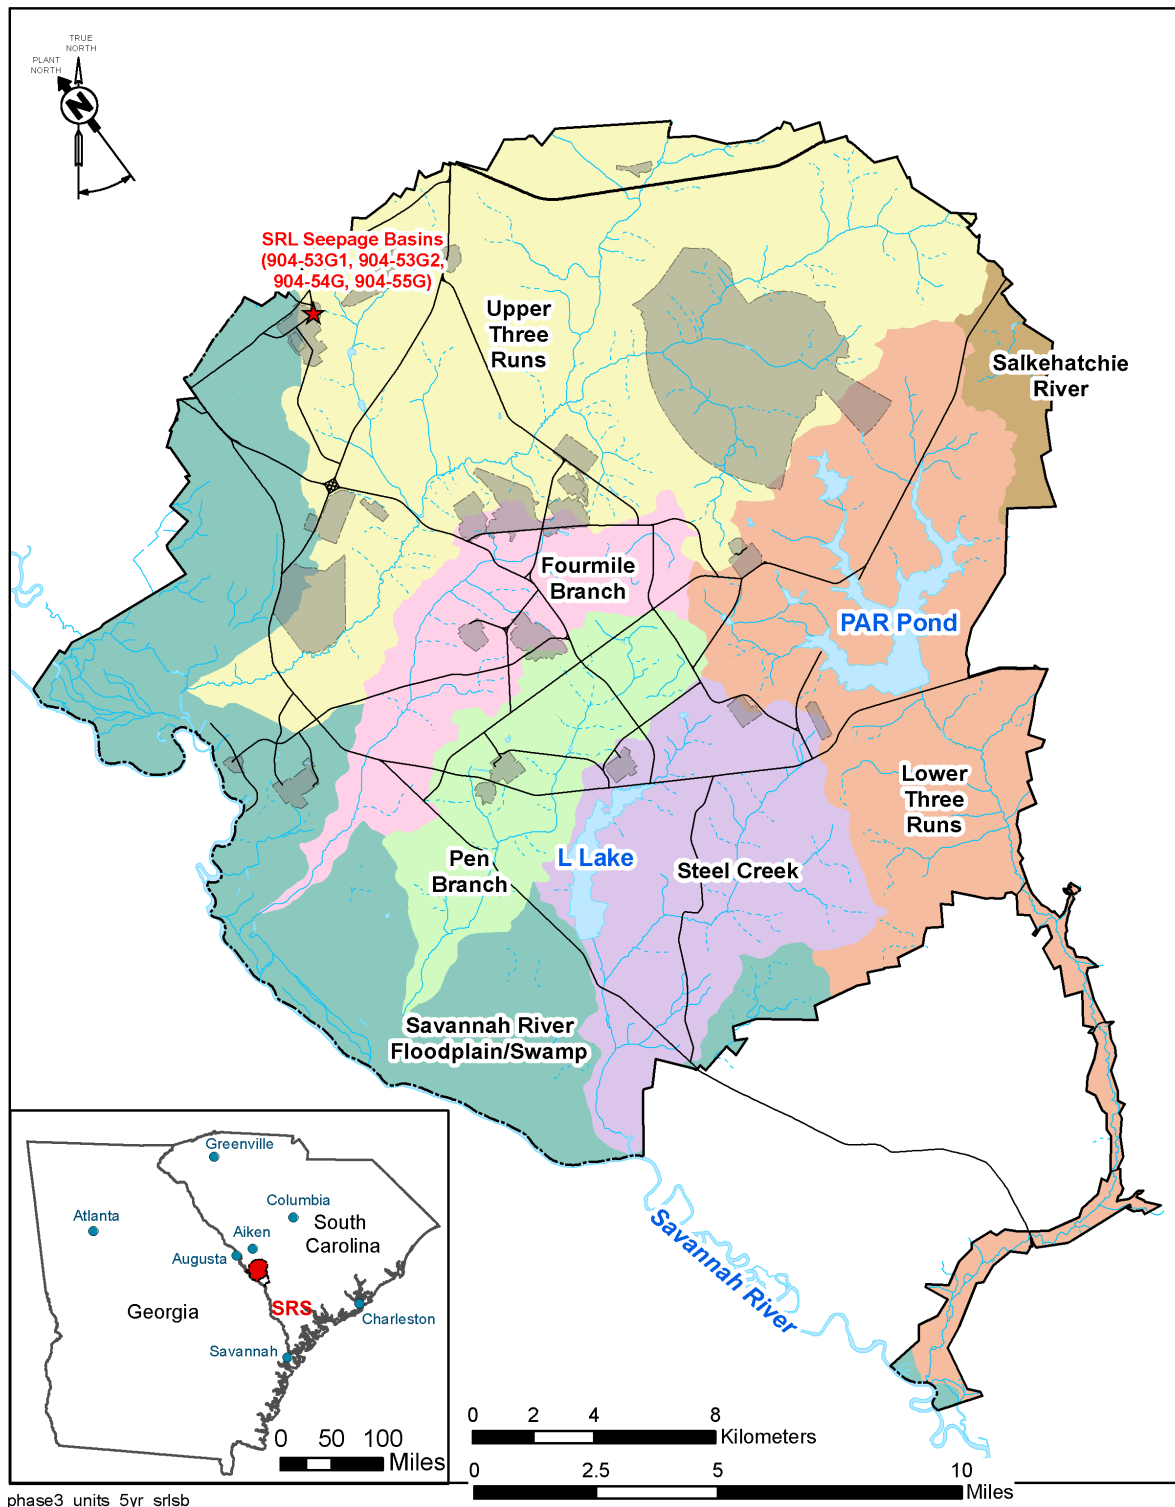 TRUE
NORTH
PLANT
NORTH
N
SRL Seepage Basins
(904-53G1, 904-53G2,
904-54G, 904-55G)
Upper
Three
Runs
Salkehatchie
River
Fourmile
Branch
PAR Pond
Lower
Three
Runs
Pen
Branch
L Lake
Steel Creek
Savannah River
Floodplain/Swamp
Savannah River
Greenville
Atlanta
Columbia
Aiken
South
Carolina
Augusta
Georgia
SRS
Charleston
Savannah
0 50 100
Miles
0 2 4 8
Kilometers
0 2.5 5 10
Miles
phase3_units_5yr_srlsb